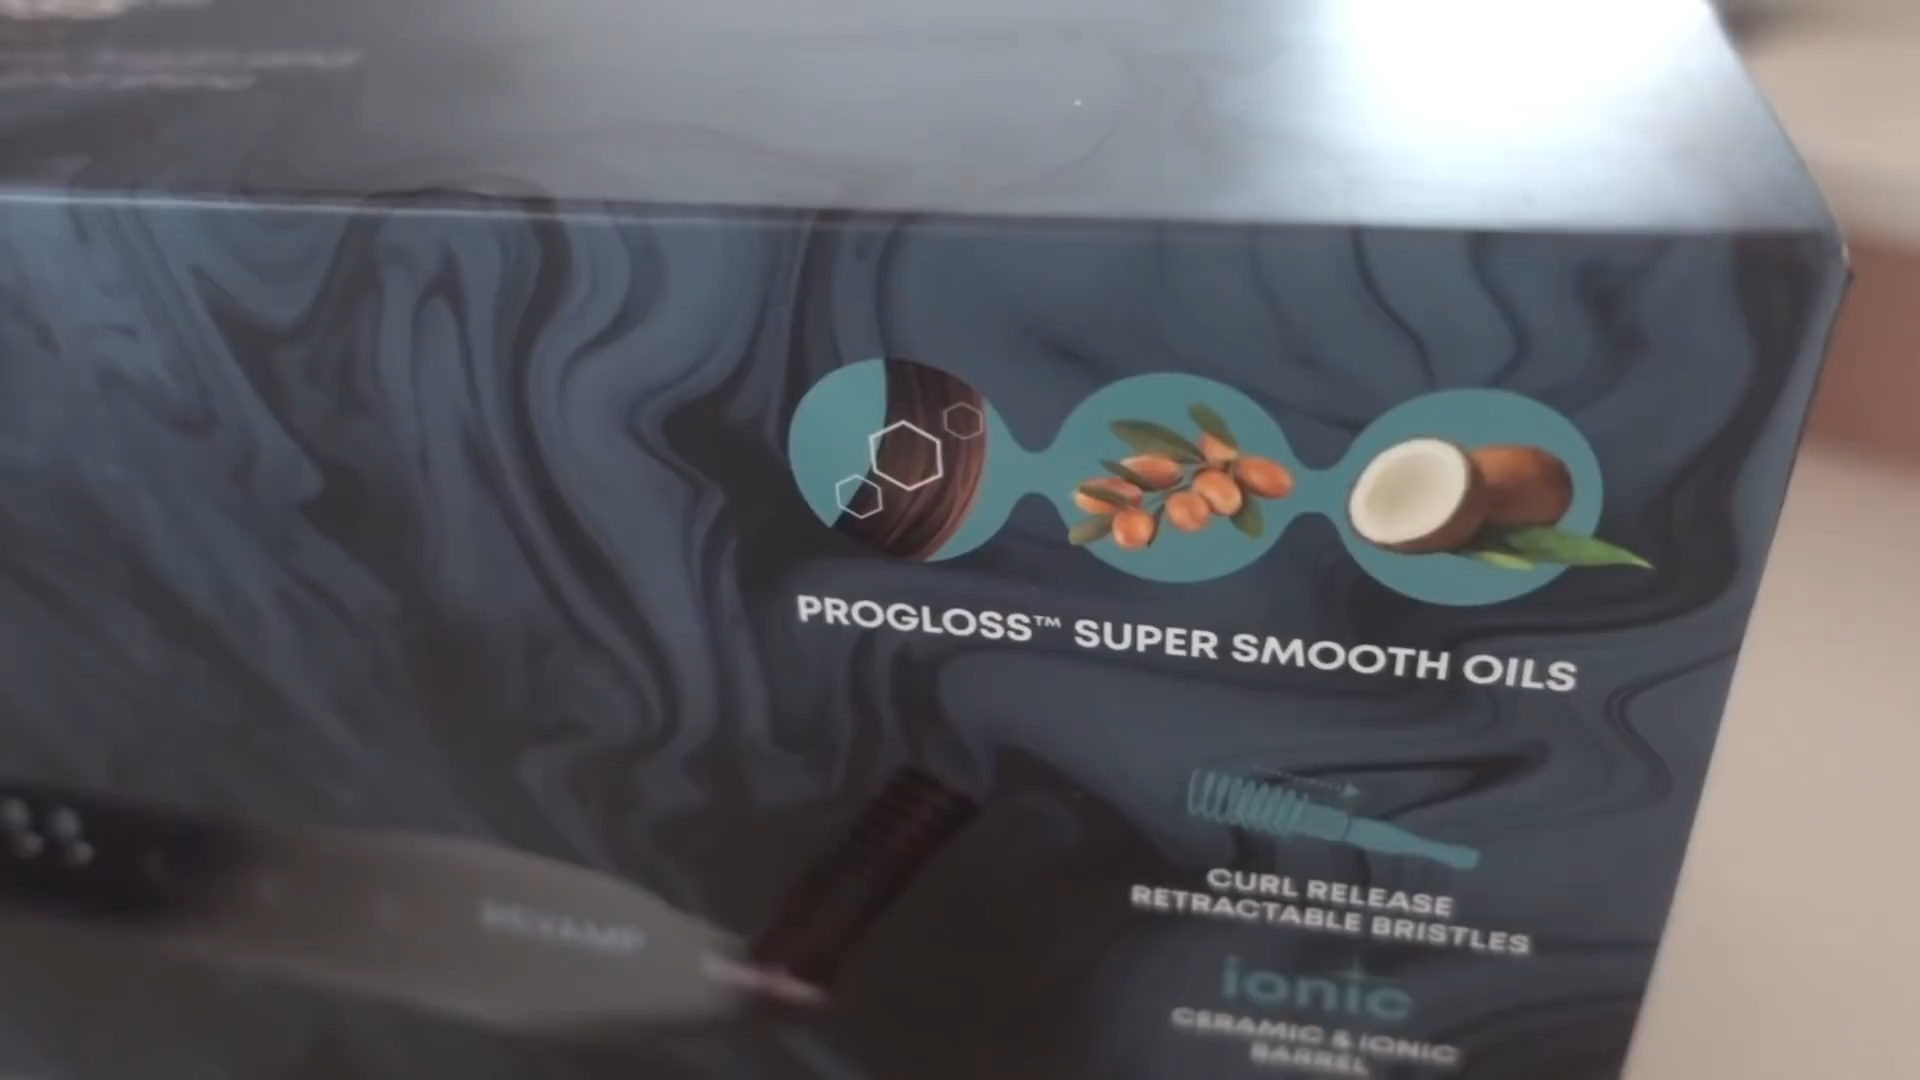 PROGLOSS™ SUPER SMOOTH OILS
CURL RELEASE
RETRACTABLE BRISTLES
ionic
CERAMIC & IONIC
BARREL
REVAMP